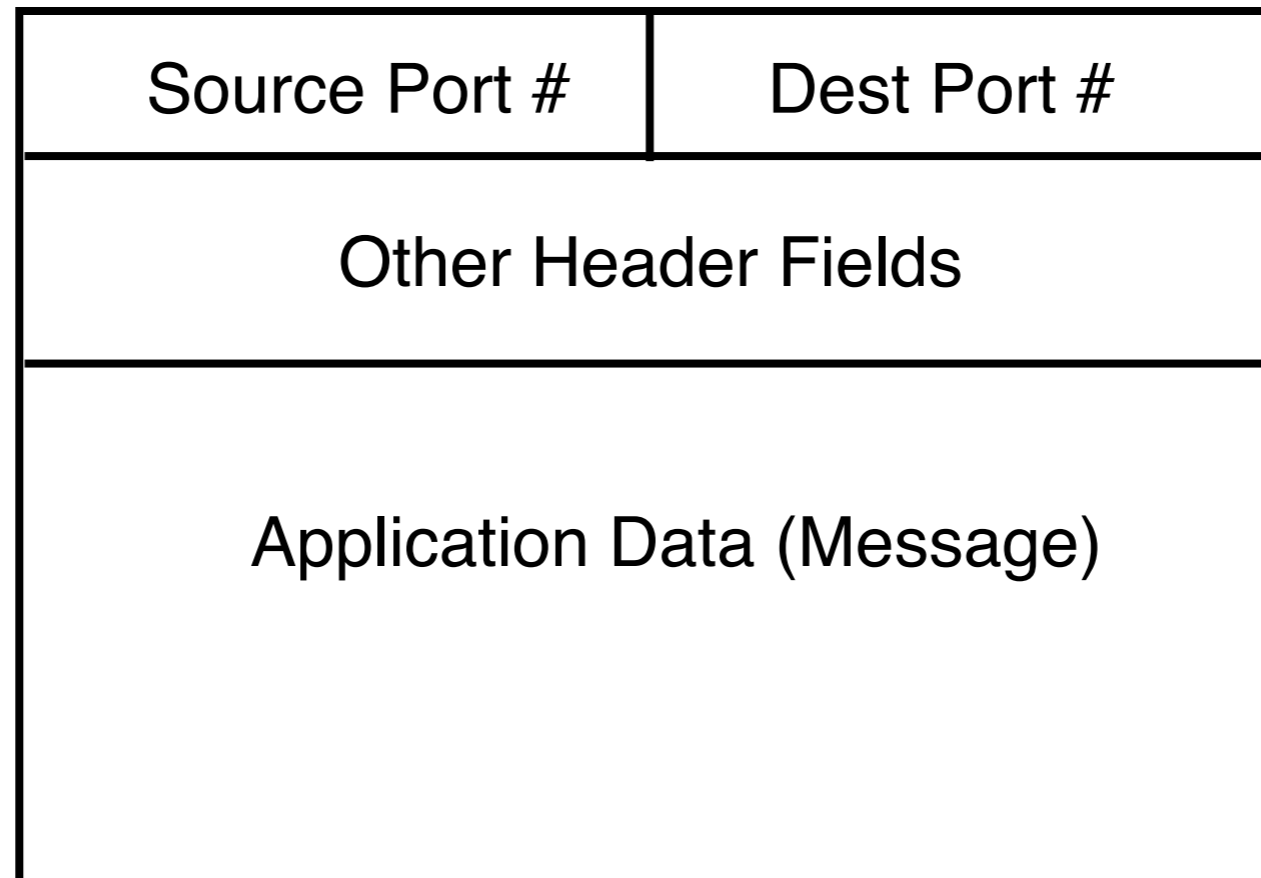 Source Port #
Dest Port #
Other Header Fields
Application Data (Message)